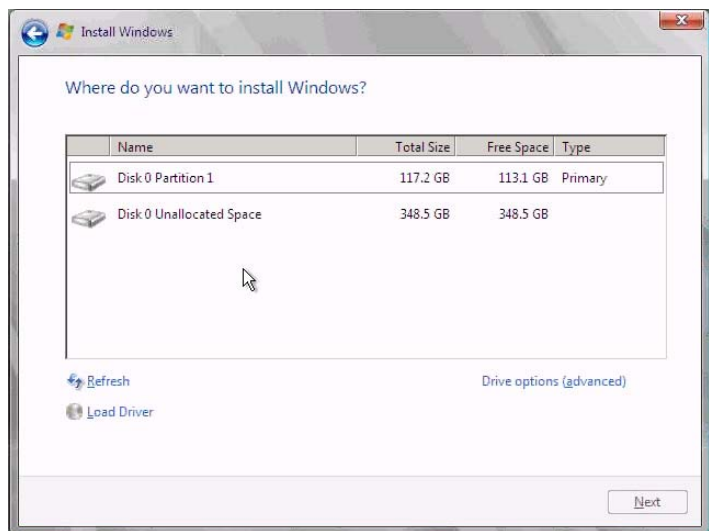 Install Windows
Where do you want to install Windows?
Name Total Size Free Space Type
Disk 0 Partition 1 117.2 GB 113.1 GB Primary
Disk 0 Unallocated Space 348.5 GB 348.5 GB
Refresh Drive options (advanced)
Load Driver
Next